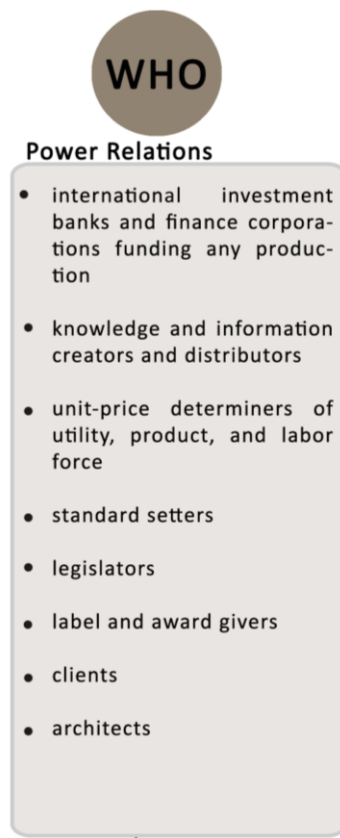 WHO
Power Relations
• international investment
banks and finance corpora-
tions funding any produc-
tion
• knowledge and information
creators and distributors
• unit-price determiners of
utility, product, and labor
force
• standard setters
• legislators
• label and award givers
• clients
• architects